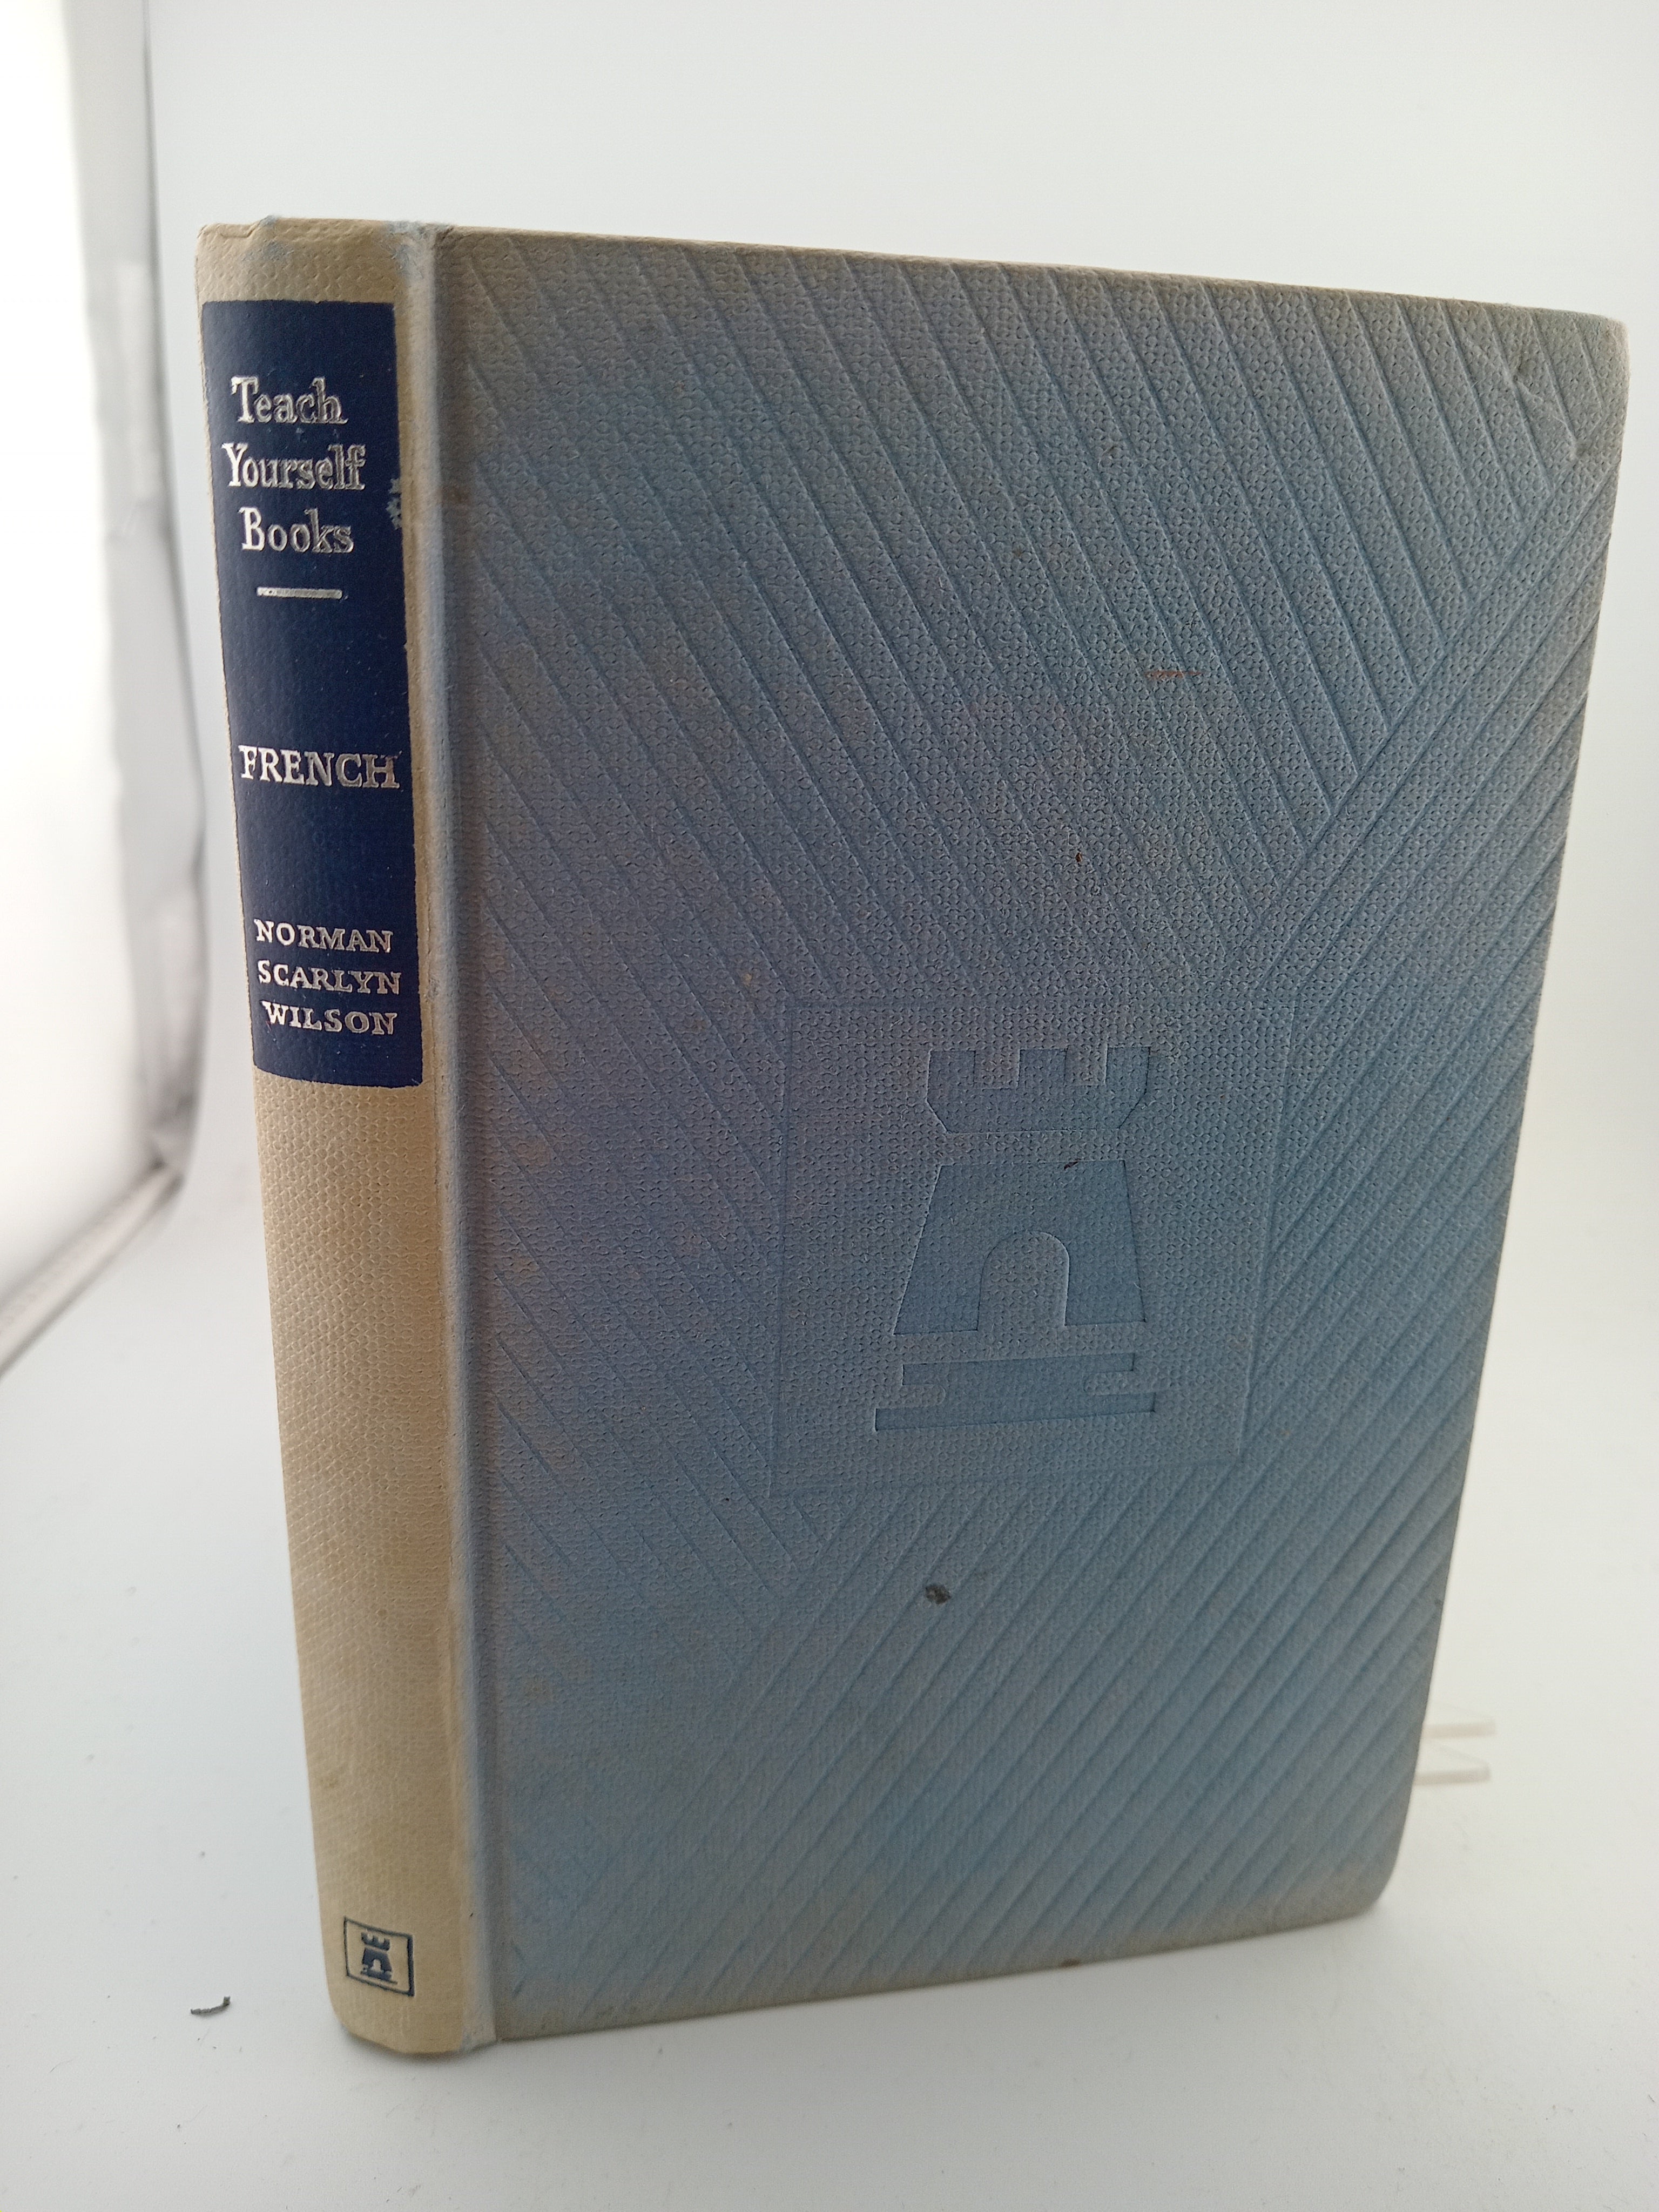 Teach
Yourself
Books
FRENCH
NORMAN
SCARLYN
WILSON